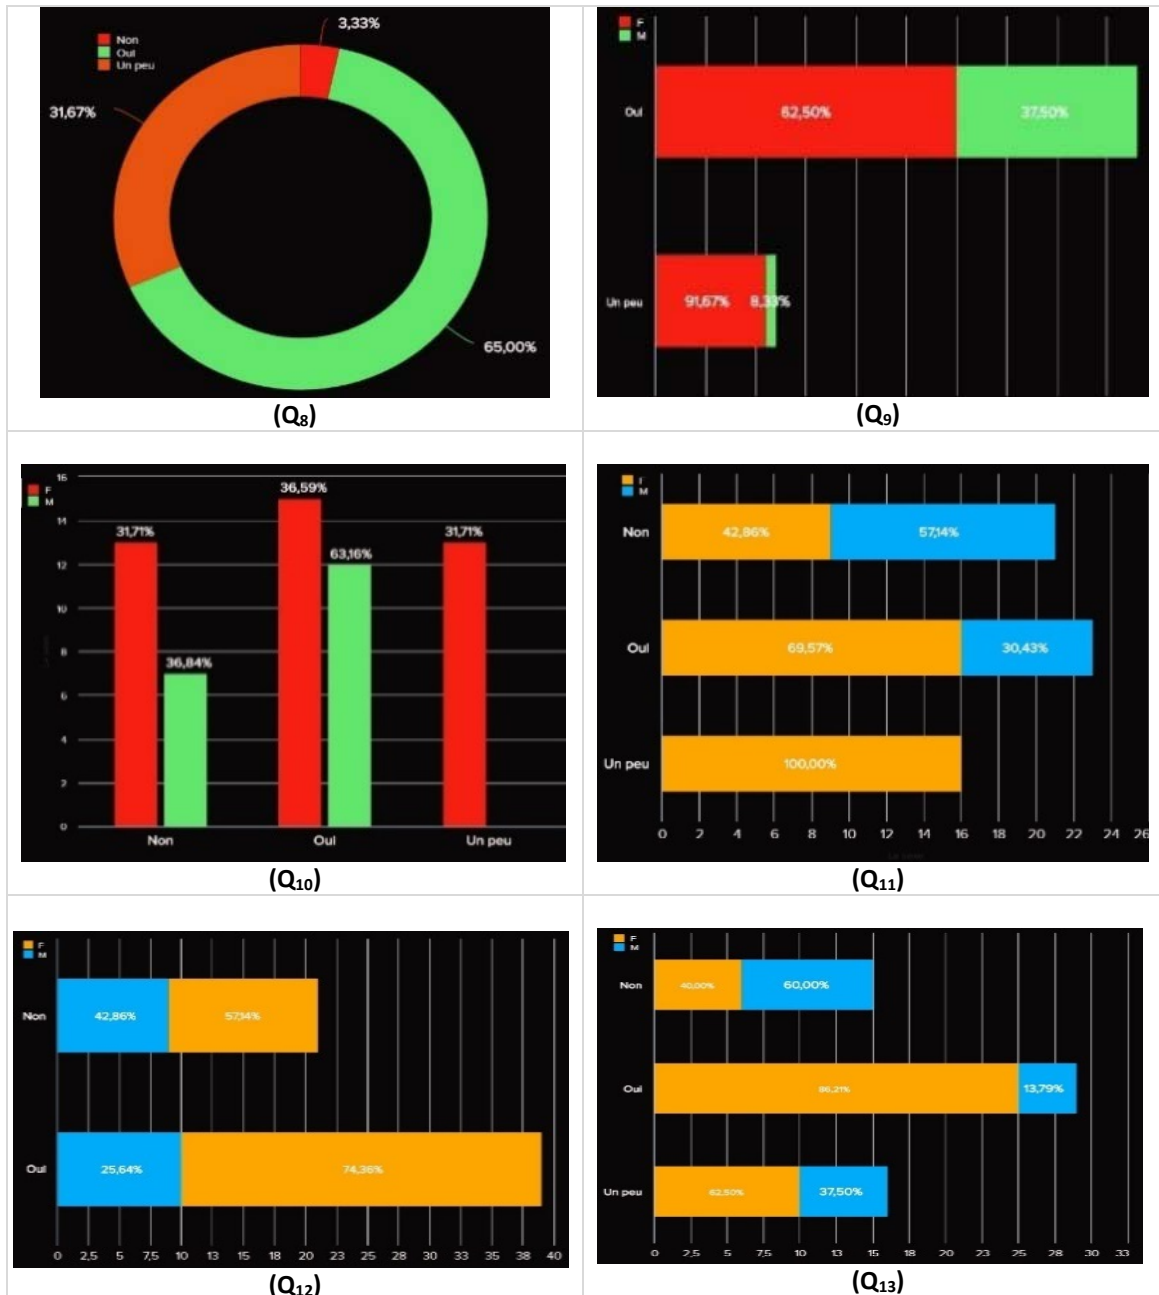 Non
Oui
Un peu
3,33%
31,67%
65,00%
(Q8)
F
M
Oui
62,50%
37,50%
Un peu
91,67%
8,33%
(Q9)
F
M
16
14
12
10
8
6
4
2
0
31,71%
36,84%
36,59%
63,16%
31,71%
Non
Oui
Un peu
(Q10)
F
M
Non
42,86%
57,14%
Oui
69,57%
30,43%
Un peu
100,00%
0 2 4 6 8 10 12 14 16 18 20 22 24 26
(Q11)
F
M
Non
42,86%
57,14%
Oui
25,64%
74,36%
0 2,5 5 7,5 10 13 15 18 20 23 25 28 30 33 35 38 40
(Q12)
F
M
Non
40,00%
60,00%
Oui
86,21%
13,79%
Un peu
62,50%
37,50%
0 2,5 5 7,5 10 13 15 18 20 23 25 28 30 33
(Q13)